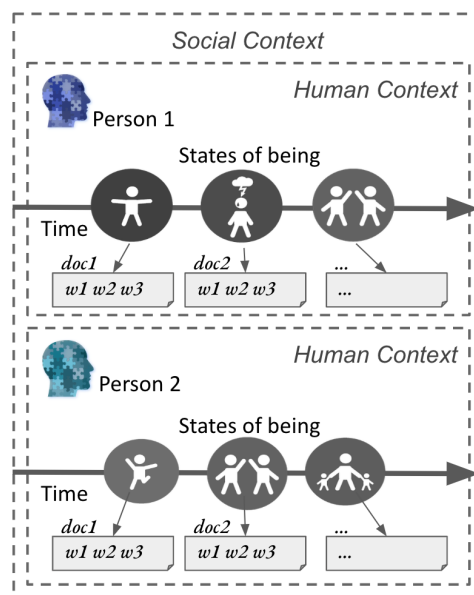 Social Context
Human Context
Person 1
States of being
Time
doc1 doc2 ...
w1 w2 w3 w1 w2 w3 ...
Human Context
Person 2
States of being
Time
doc1 doc2 ...
w1 w2 w3 w1 w2 w3 ...